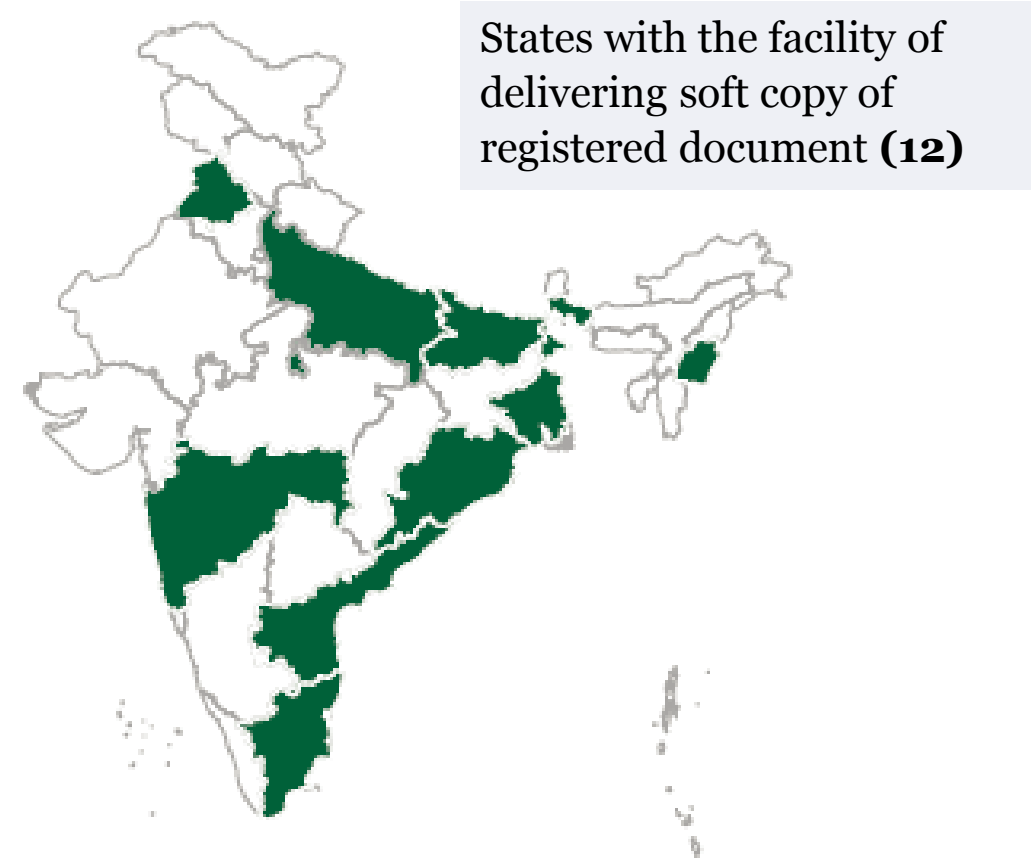 States with the facility of
delivering soft copy of
registered document (12)